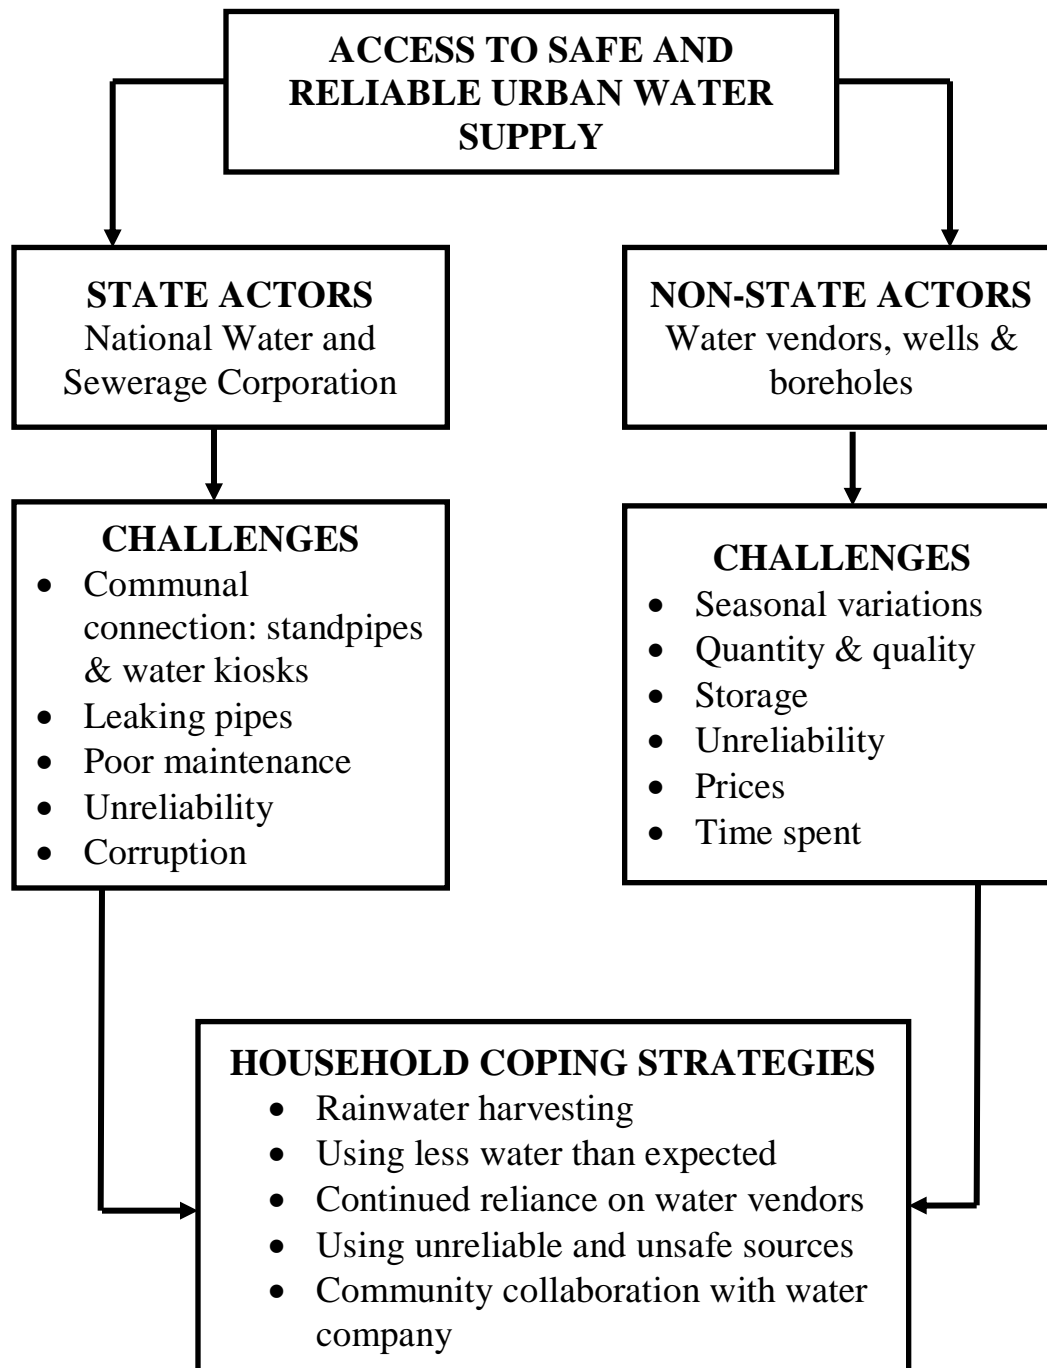 ACCESS TO SAFE AND
RELIABLE URBAN WATER
SUPPLY
STATE ACTORS
National Water and
Sewerage Corporation
NON-STATE ACTORS
Water vendors, wells &
boreholes
CHALLENGES
• Communal
connection: standpipes
& water kiosks
• Leaking pipes
• Poor maintenance
• Unreliability
• Corruption
CHALLENGES
• Seasonal variations
• Quantity & quality
• Storage
• Unreliability
• Prices
• Time spent
HOUSEHOLD COPING STRATEGIES
• Rainwater harvesting
• Using less water than expected
• Continued reliance on water vendors
• Using unreliable and unsafe sources
• Community collaboration with water
company